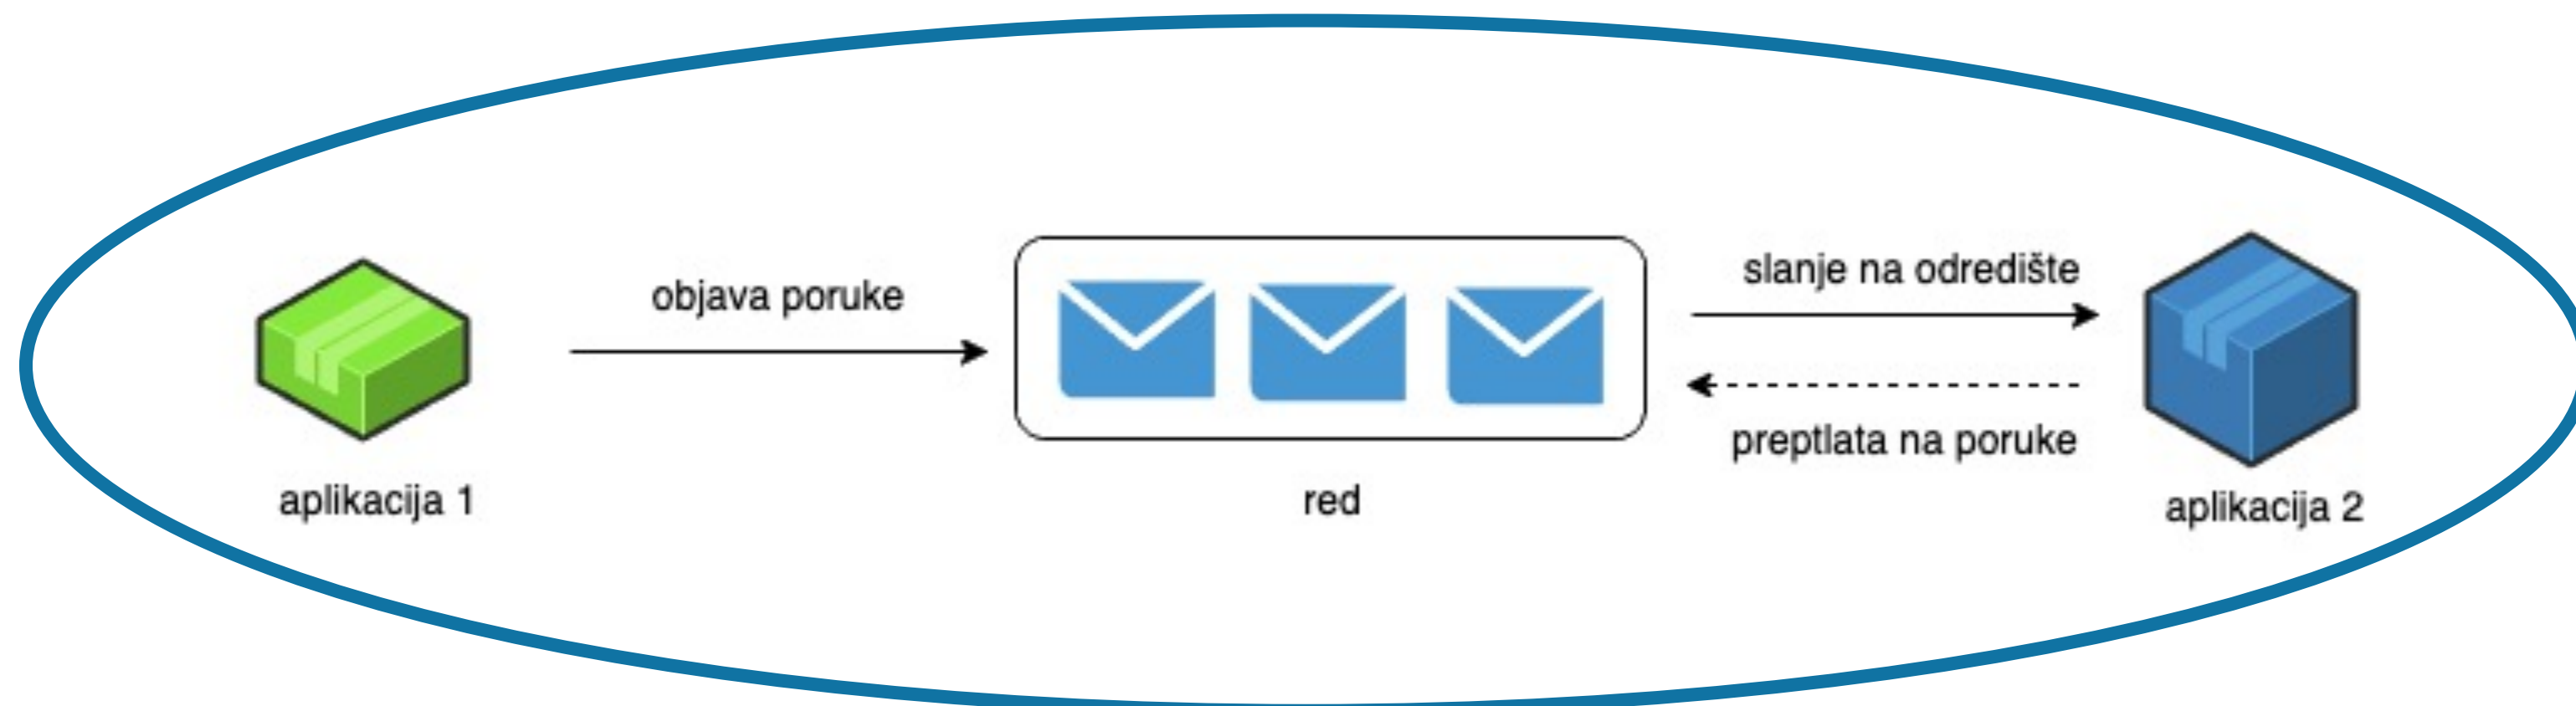 objava poruke
slanje na odredište
preptlata na poruke
aplikacija 1
red
aplikacija 2